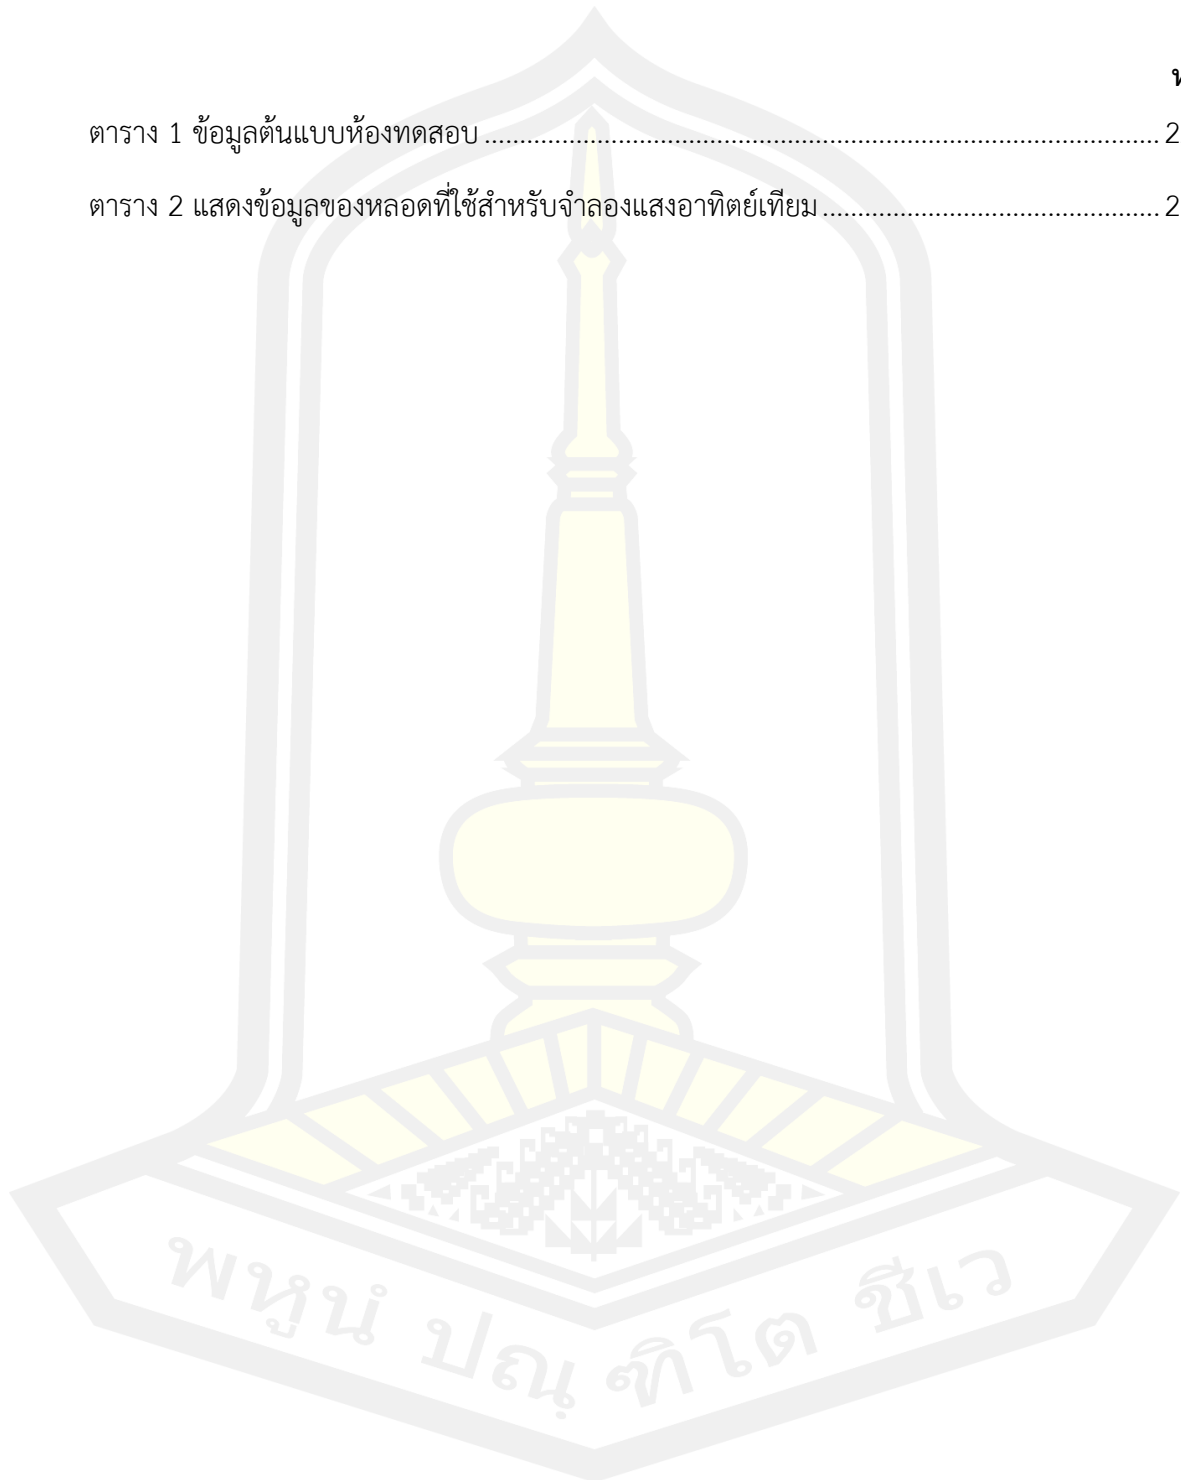 ตาราง 1 ข้อมูลต้นแบบห้องทดสอบ ................................................................................................ 2
ตาราง 2 แสดงข้อมูลของหลอดที่ใช้สำหรับจำลองแสงอาทิตย์เทียม ................................................ 2
พหูนํ ปณฺฑิโต ชีเว